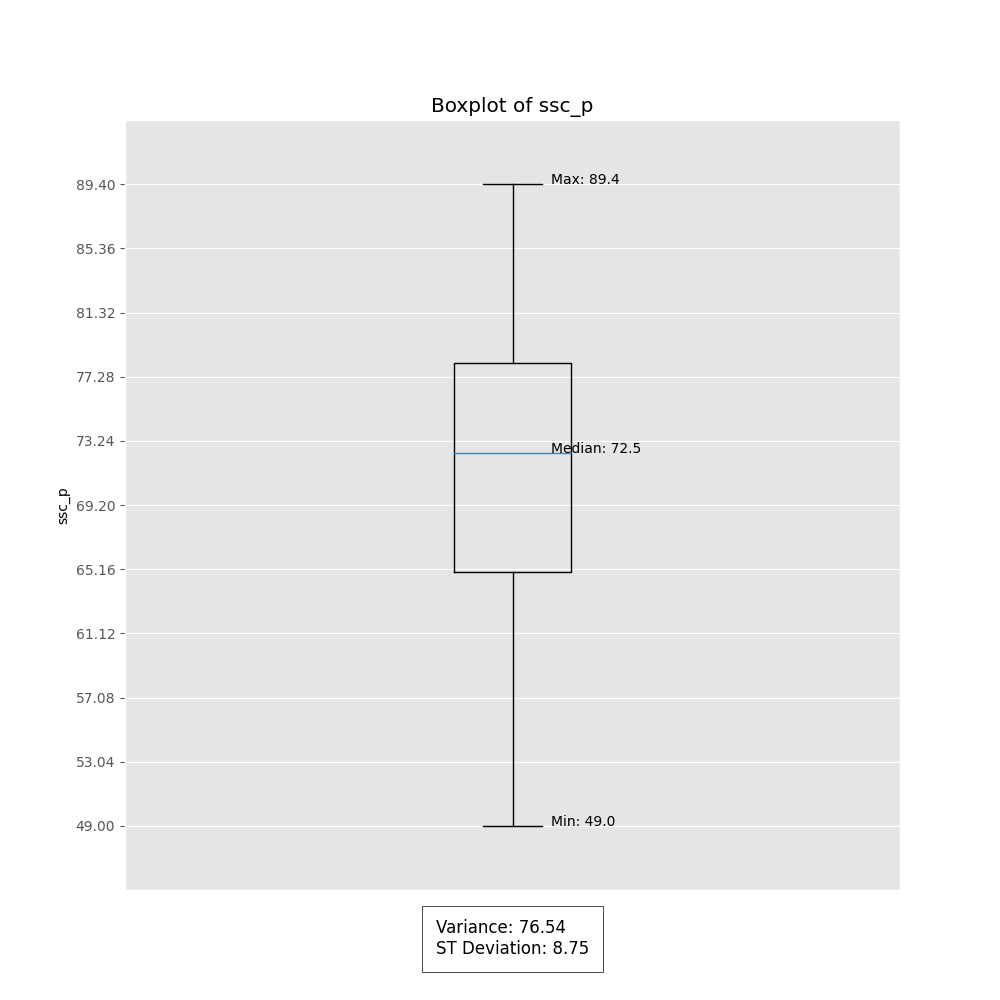 Boxplot of ssc_p
89.40
Max: 89.4
85.36
81.32
77.28
73.24
Median: 72.5
69.20
ssc_p
65.16
61.12
57.08
53.04
49.00
Min: 49.0
Variance: 76.54
ST Deviation: 8.75